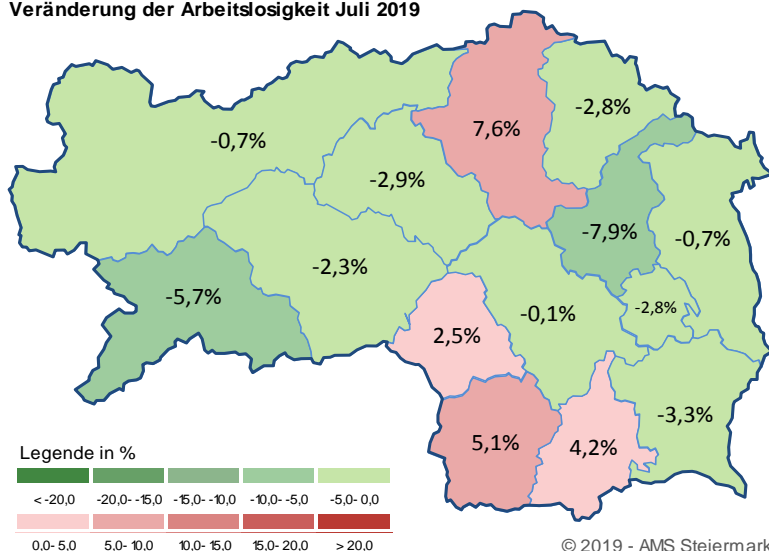 Veränderung der Arbeitslosigkeit Juli 2019
-0,7%
7,6%
-2,8%
-2,9%
-7,9%
-0,7%
-2,3%
-5,7%
-0,1%
-2,8%
2,5%
-3,3%
5,1%
4,2%
Legende in %
< -20,0 -20,0- -15,0 -15,0- -10,0 -10,0- -5,0 -5,0- 0,0
0,0- 5,0 5,0- 10,0 10,0- 15,0 15,0- 20,0 > 20,0
© 2019 - AMS Steiermark